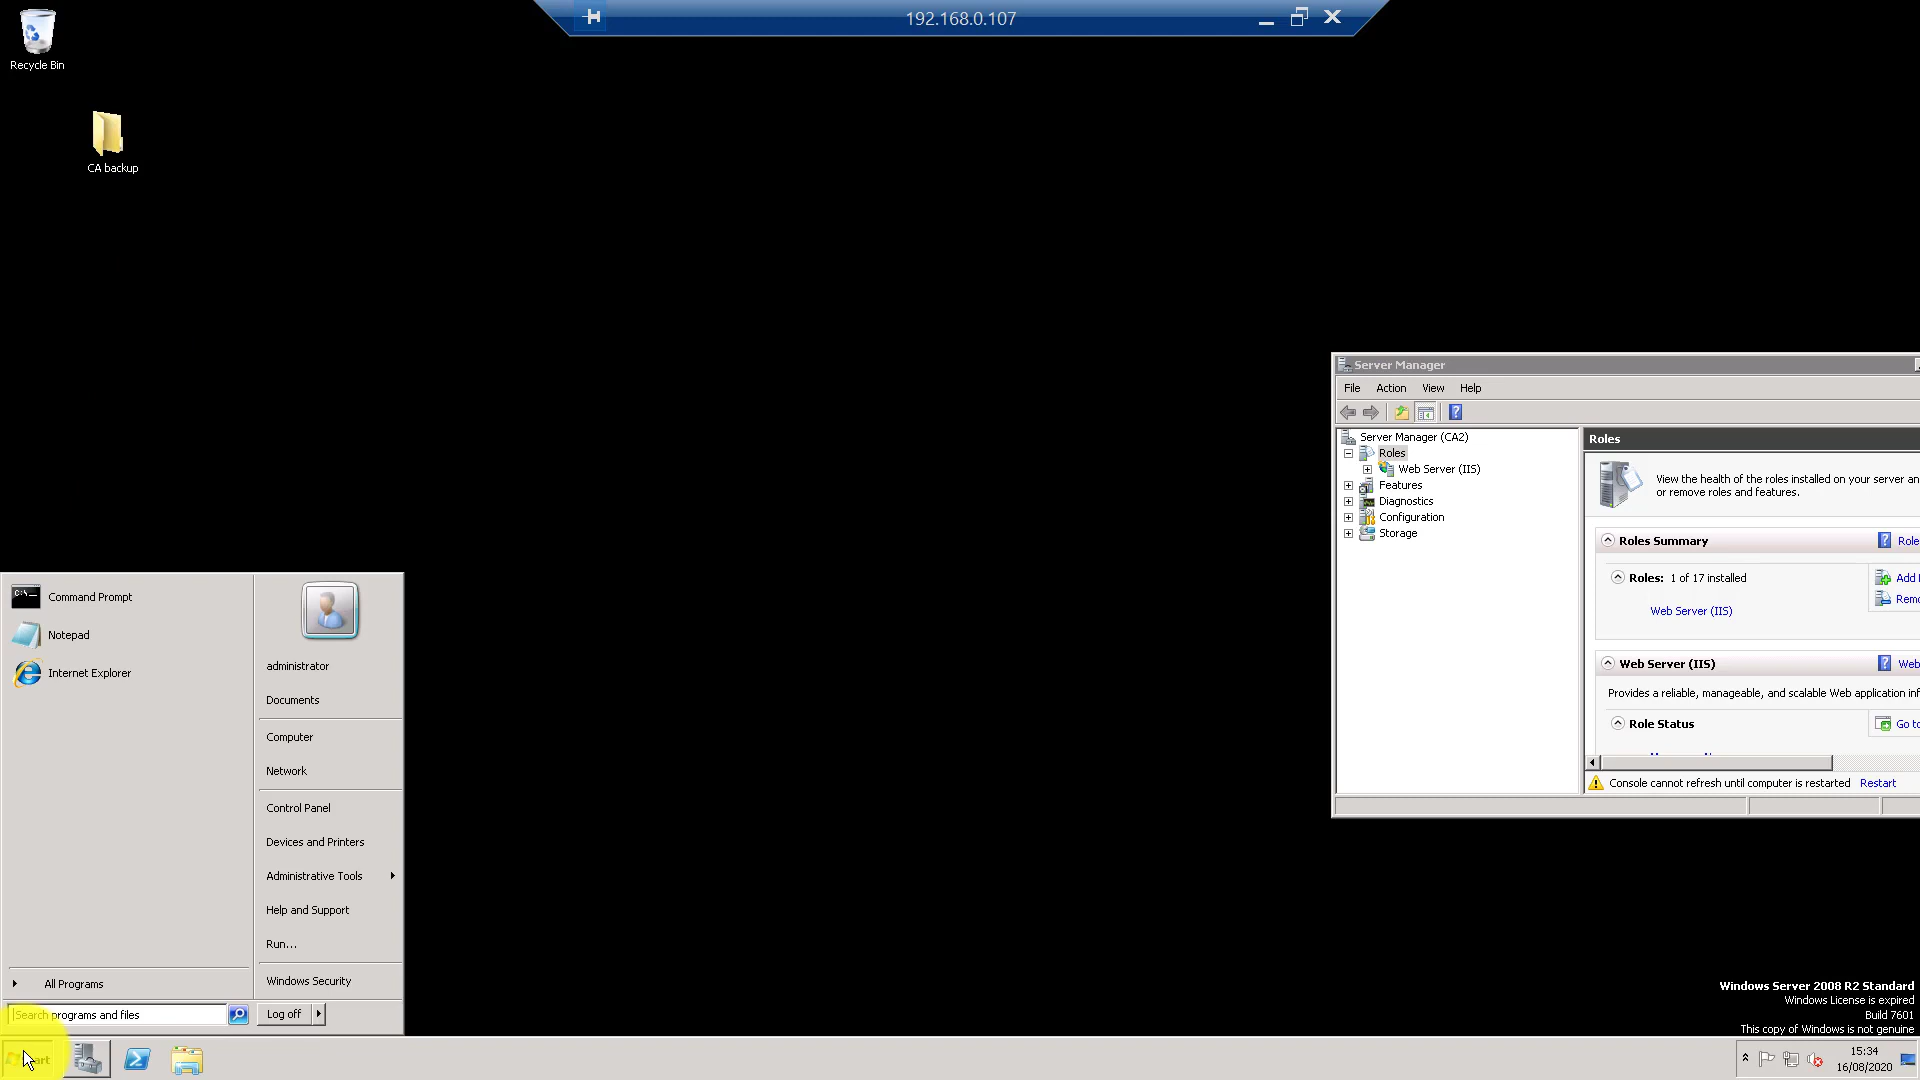 192.168.0.107
Recycle Bin
CA backup
Server Manager
File Action View Help
Server Manager (CA2)
Roles
Web Server (IIS)
Features
Diagnostics
Configuration
Storage
Roles
View the health of the roles installed on your server an
or remove roles and features.
Roles Summary
Role
Roles: 1 of 17 installed
Add
Web Server (IIS)
Remo
Web Server (IIS)
Web
Provides a reliable, manageable, and scalable Web application inf
Role Status
Go to
Console cannot refresh until computer is restarted Restart
Command Prompt
Notepad
Internet Explorer
All Programs
Search programs and files
administrator
Documents
Computer
Network
Control Panel
Devices and Printers
Administrative Tools
Help and Support
Run...
Windows Security
Log off
Windows Server 2008 R2 Standard
Windows License is expired
Build 7601
This copy of Windows is not genuine
15:34
16/08/2020